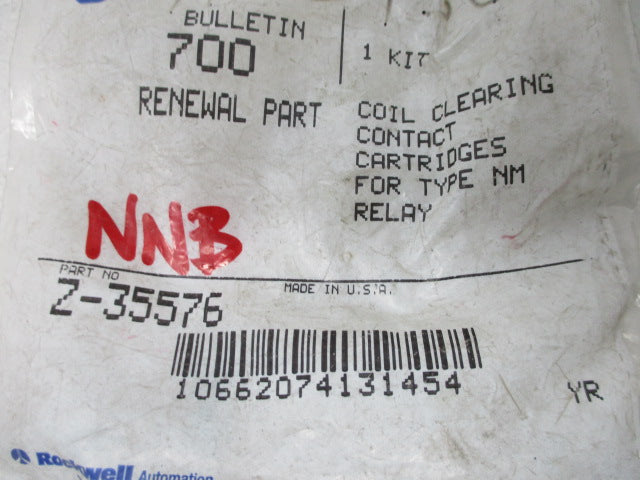 BULLETIN
700
1 KIT
RENEWAL PART
COIL CLEARING
CONTACT
CARTRIDGES
FOR TYPE NM
RELAY
NNB
PART NO
Z-35576
MADE IN U.S.A.
10662074131454
YR
Rockwell Automation